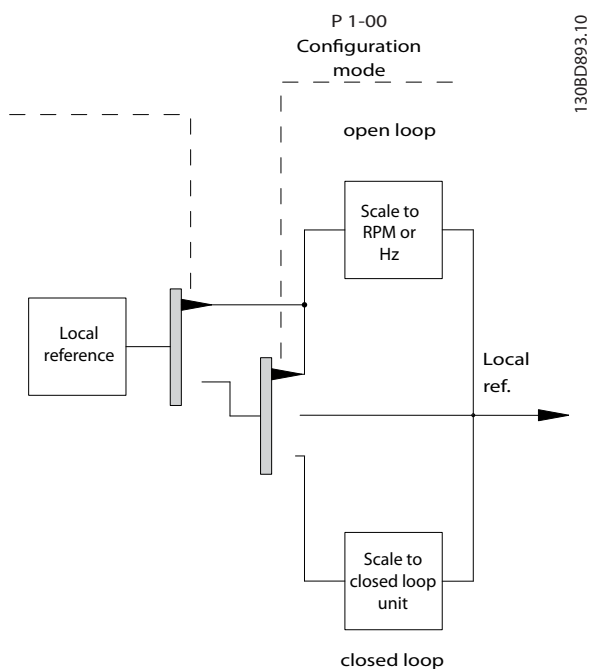 P 1-00
Configuration
mode
130BD893.10
open loop
Scale to
RPM or
Hz
Local
reference
Local
ref.
Scale to
closed loop
unit
closed loop